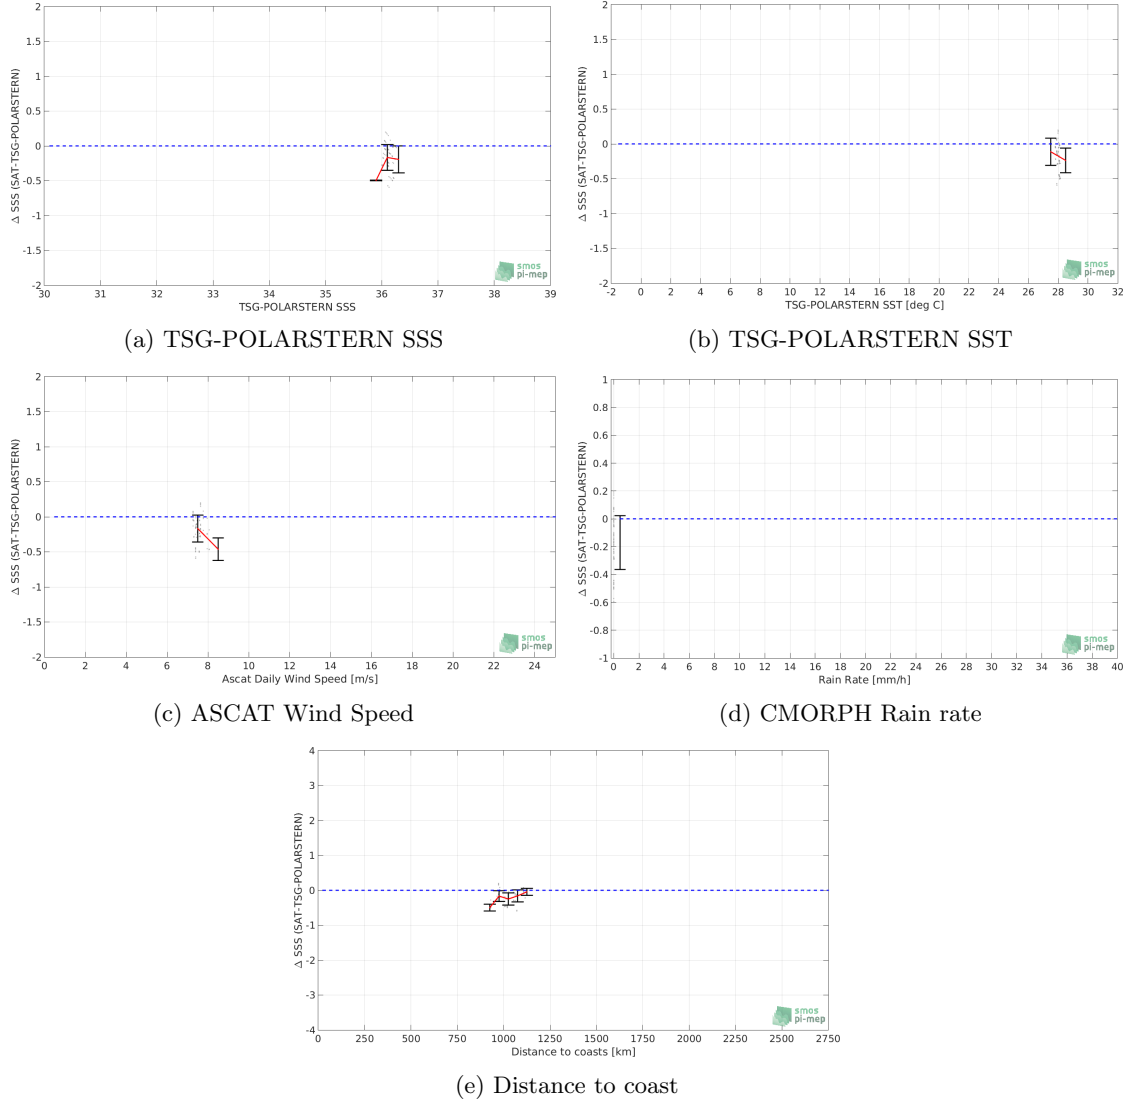 2
1.5
1
0.5
0
-0.5
-1
-1.5
-2
Δ SSS (SAT-TSG-POLARSTERN)
30 31 32 33 34 35 36 37 38 39
TSG-POLARSTERN SSS
smos
pi-mep
(a) TSG-POLARSTERN SSS
2
1.5
1
0.5
0
-0.5
-1
-1.5
-2
Δ SSS (SAT-TSG-POLARSTERN)
-2 0 2 4 6 8 10 12 14 16 18 20 22 24 26 28 30 32
TSG-POLARSTERN SST [deg C]
smos
pi-mep
(b) TSG-POLARSTERN SST
2
1.5
1
0.5
0
-0.5
-1
-1.5
-2
Δ SSS (SAT-TSG-POLARSTERN)
0 2 4 6 8 10 12 14 16 18 20 22 24
Ascat Daily Wind Speed [m/s]
smos
pi-mep
(c) ASCAT Wind Speed
1
0.8
0.6
0.4
0.2
0
-0.2
-0.4
-0.6
-0.8
-1
Δ SSS (SAT-TSG-POLARSTERN)
0 2 4 6 8 10 12 14 16 18 20 22 24 26 28 30 32 34 36 38 40
Rain Rate [mm/h]
smos
pi-mep
(d) CMORPH Rain rate
4
3
2
1
0
-1
-2
-3
-4
Δ SSS (SAT-TSG-POLARSTERN)
0 250 500 750 1000 1250 1500 1750 2000 2250 2500 2750
Distance to coasts [km]
smos
pi-mep
(e) Distance to coast